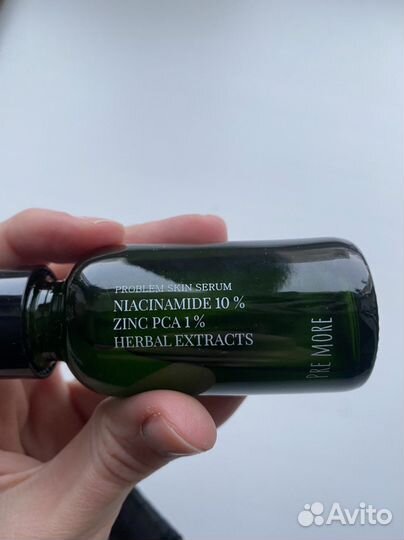 PROBLEM SKIN SERUM
NIACINAMIDE 10 %
ZINC PCA 1 %
HERBAL EXTRACTS
PRE MORE
Avito